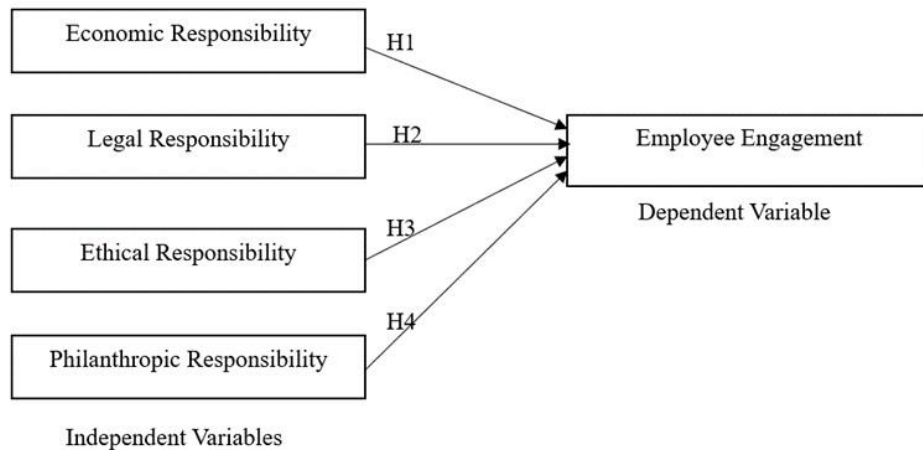 Economic Responsibility
H1
Legal Responsibility
H2
Employee Engagement
Dependent Variable
Ethical Responsibility
H3
H4
Philanthropic Responsibility
Independent Variables